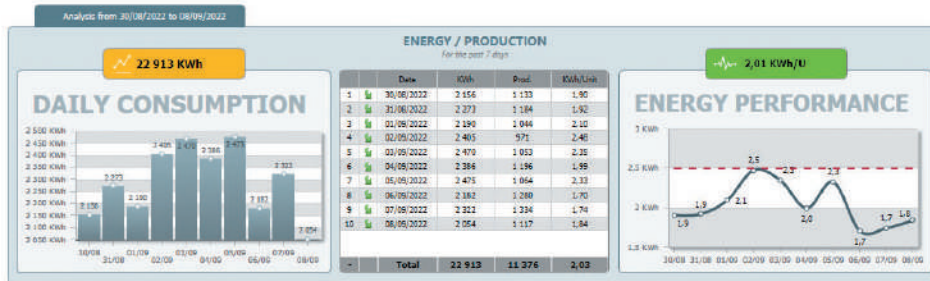 Analysis from 30/08/2022 to 08/09/2022
ENERGY / PRODUCTION
For the past 7 days
22 913 KWh
DAILY CONSUMPTION
2 500 KWh
2 450 KWh
2 400 KWh
2 350 KWh
2 300 KWh
2 250 KWh
2 200 KWh
2 150 KWh
2 100 KWh
2 050 KWh
2 156
2 273
2 190
2 405
2 470
2 386
2 475
2 182
2 322
2 054
30/08
31/08
01/09
02/09
03/09
04/09
05/09
06/09
07/09
08/09
Date KWh Prod. KWh/Unit
1 30/08/2022 2 156 1 133 1,90
2 31/08/2022 2 273 1 184 1,92
3 01/09/2022 2 190 1 044 2,10
4 02/09/2022 2 405 971 2,48
5 03/09/2022 2 470 1 053 2,35
6 04/09/2022 2 386 1 196 1,99
7 05/09/2022 2 475 1 064 2,33
8 06/09/2022 2 182 1 280 1,70
9 07/09/2022 2 322 1 334 1,74
10 08/09/2022 2 054 1 117 1,84
- Total 22 913 11 376 2,03
2,01 KWh/U
ENERGY PERFORMANCE
3 KWh
2,5 KWh
2 KWh
1,5 KWh
1,9
1,9
2,1
2,5
2,3
2,0
2,3
1,7
1,7
1,8
30/08 31/08 01/09 02/09 03/09 04/09 05/09 06/09 07/09 08/09